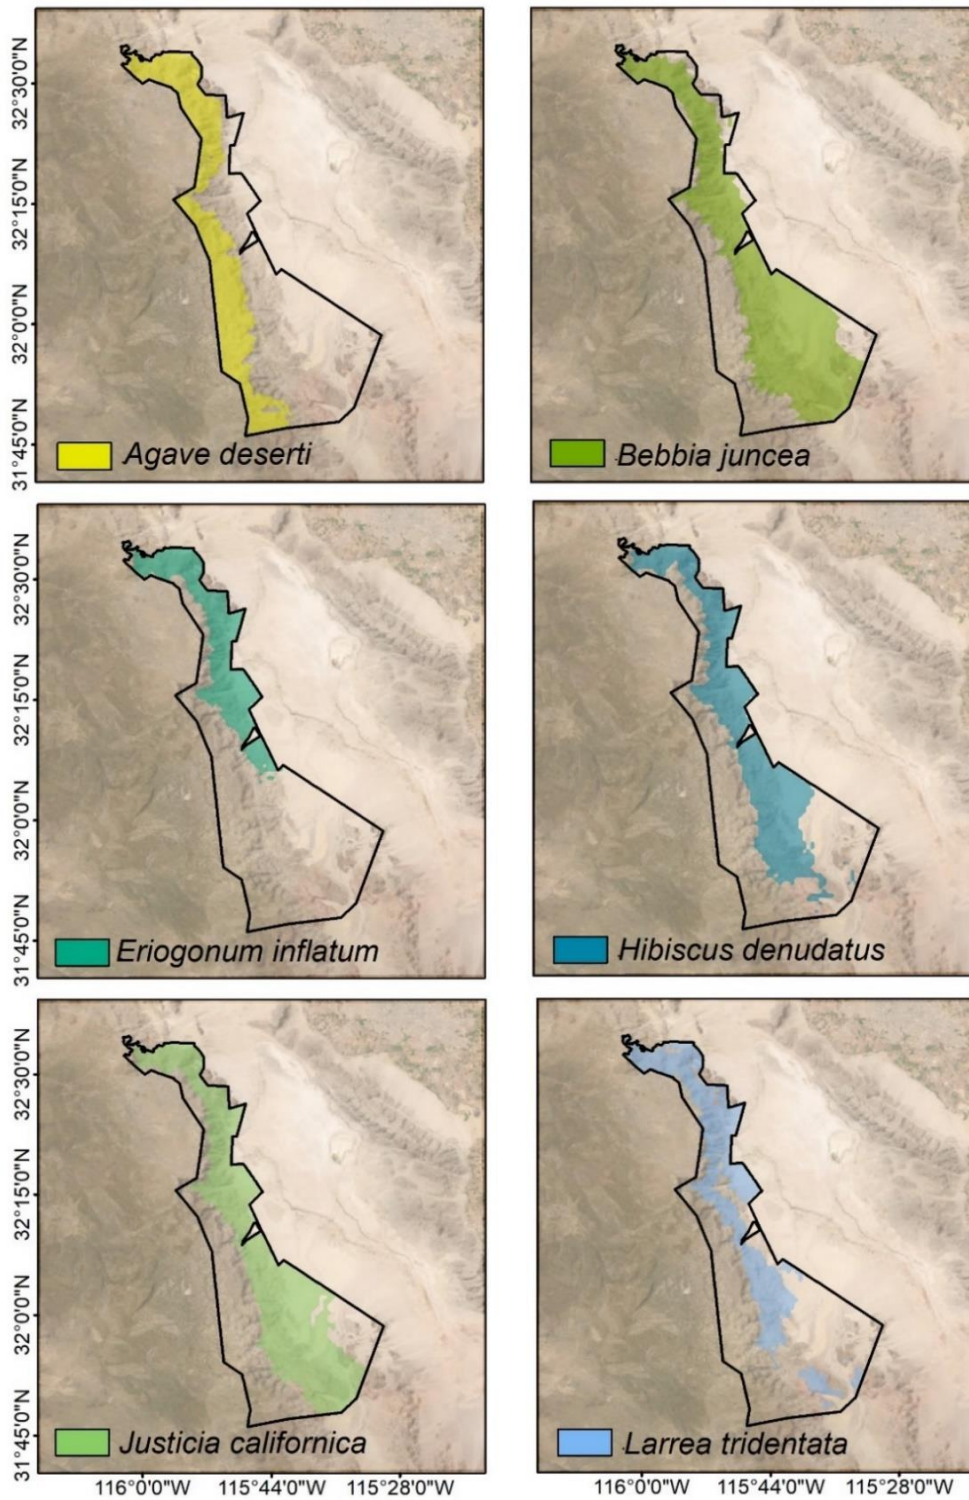 32°30'0"N
32°15'0"N
32°0'0"N
31°45'0"N
Agave deserti
Bebbia juncea
32°30'0"N
32°15'0"N
32°0'0"N
31°45'0"N
Eriogonum inflatum
Hibiscus denudatus
32°30'0"N
32°15'0"N
32°0'0"N
31°45'0"N
Justicia californica
Larrea tridentata
116°0'0"W 115°44'0"W 115°28'0"W
116°0'0"W 115°44'0"W 115°28'0"W